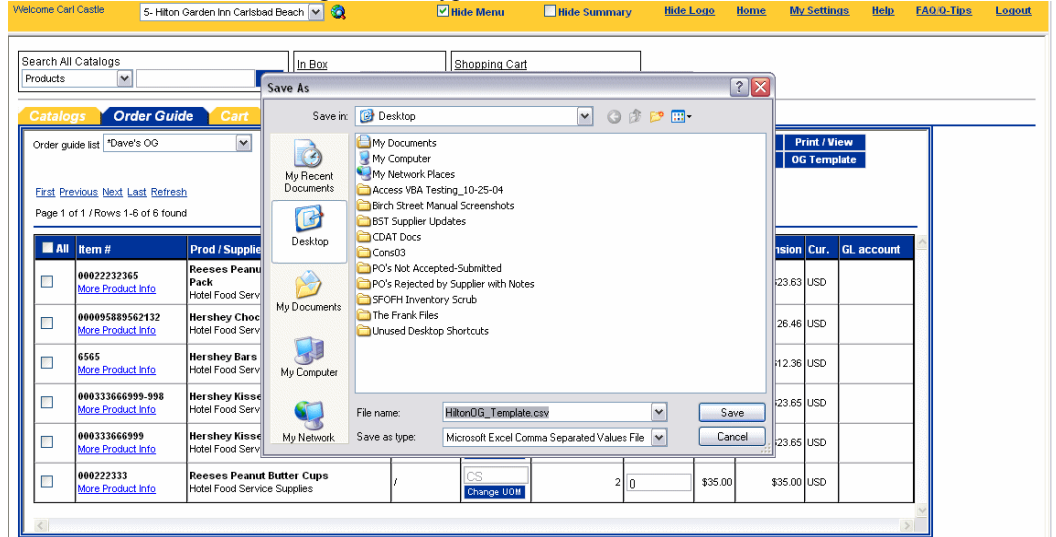 Welcome Carl Castle
5- Hilton Garden Inn Carlsbad Beach
Hide Menu
Hide Summary
Hide Logo
Home
My Settings
Help
FAQ/Q-Tips
Logout
Search All Catalogs
In Box
Shopping Cart
Products
Save As
Catalogs
Order Guide
Cart
Save in:
Desktop
Order guide list
*Dave's OG
Print / View
OG Template
First Previous Next Last Refresh
Page 1 of 1 / Rows 1-6 of 6 found
My Recent Documents
Desktop
My Documents
My Computer
My Network
My Documents
My Computer
My Network Places
Access VBA Testing_10-25-04
Birch Street Manual Screenshots
BST Supplier Updates
CDAT Docs
Cons03
PO's Not Accepted-Submitted
PO's Rejected by Supplier with Notes
SFOFH Inventory Scrub
The Frank Files
Unused Desktop Shortcuts
File name:
HiltonOG_Template.csv
Save
Save as type:
Microsoft Excel Comma Separated Values File
Cancel
All
Item #
Prod / Supplie
nsion
Cur.
GL account
00022232365
More Product Info
Reeses Peanu
Pack
Hotel Food Serv
23.63 USD
000095889562132
More Product Info
Hershey Choc
Hotel Food Serv
26.46 USD
6565
More Product Info
Hershey Bars
Hotel Food Serv
12.36 USD
000333666999-998
More Product Info
Hershey Kisse
Hotel Food Serv
23.65 USD
000333666999
More Product Info
Hershey Kisse
Hotel Food Serv
23.65 USD
000222333
More Product Info
Reeses Peanut Butter Cups
Hotel Food Service Supplies
/
CS
Change UOM
2
0
$35.00
$35.00 USD